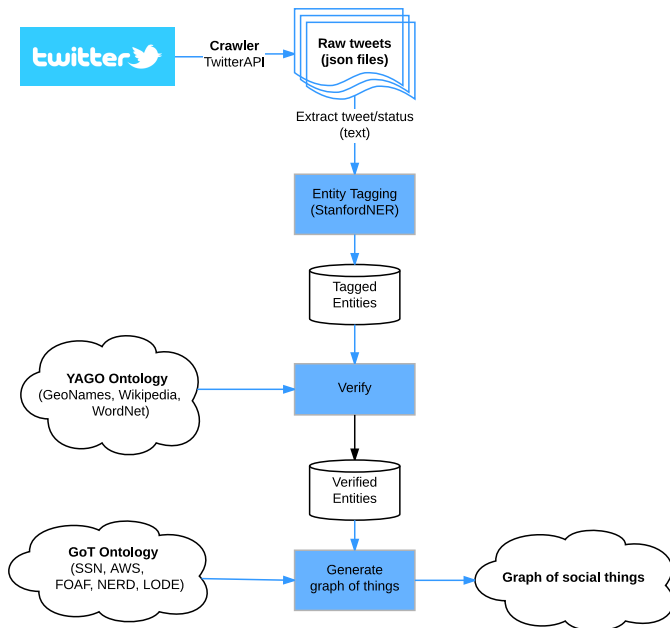 twitter
Crawler
TwitterAPI
Raw tweets
(json files)
Extract tweet/status
(text)
Entity Tagging
(StanfordNER)
Tagged
Entities
YAGO Ontology
(GeoNames, Wikipedia,
WordNet)
Verify
Verified
Entities
GoT Ontology
(SSN, AWS,
FOAF, NERD, LODE)
Generate
graph of things
Graph of social things